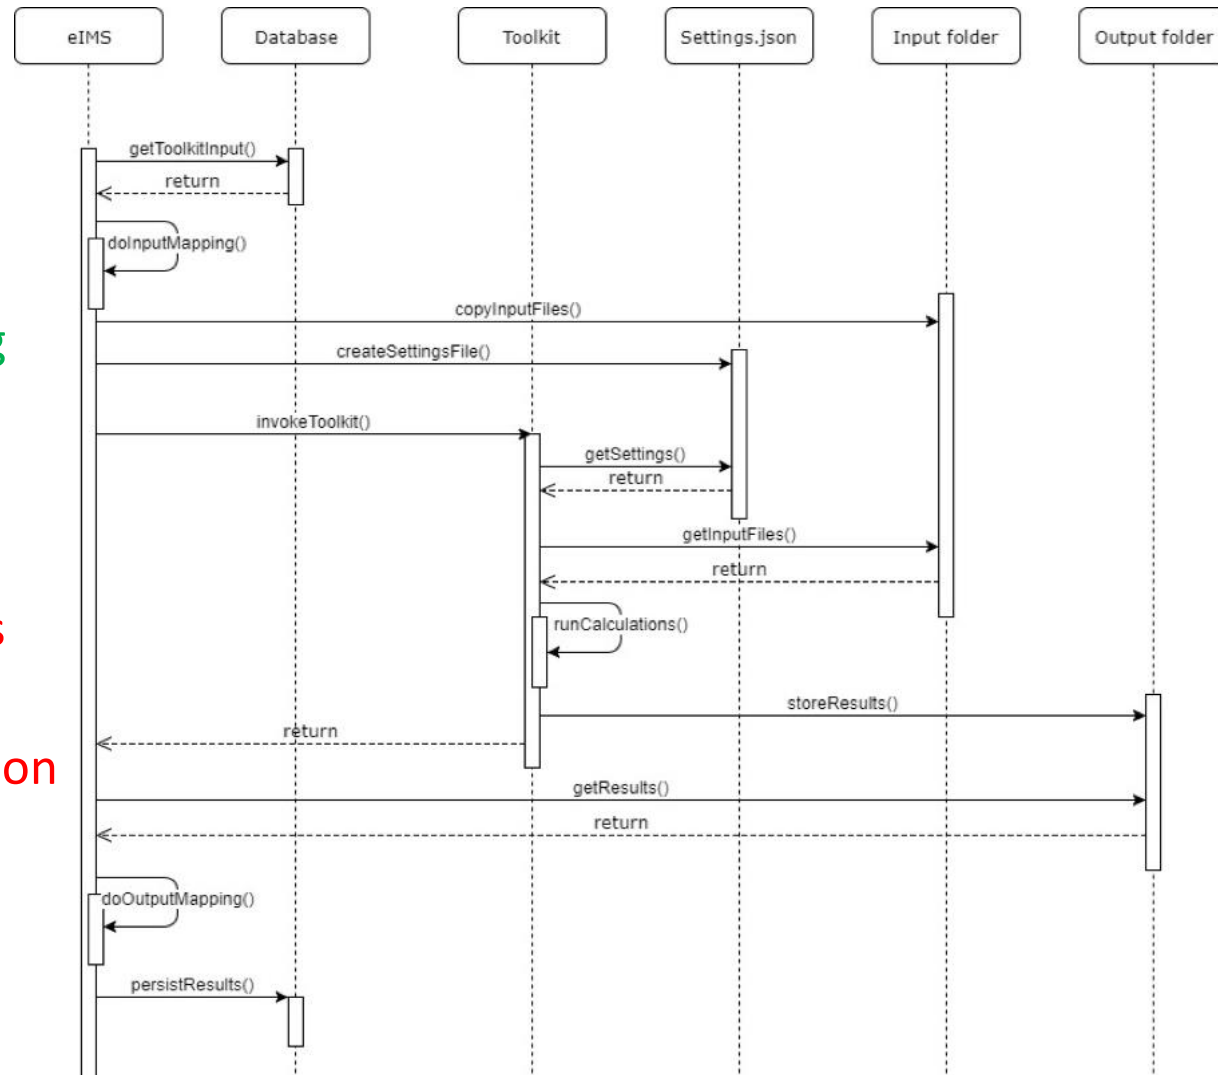 eIMS
Database
Toolkit
Settings.json
Input folder
Output folder
getToolkitInput()
return
doInputMapping()
copyInputFiles()
g
createSettingsFile()
invokeToolkit()
getSettings()
return
getInputFiles()
return
s
runCalculations()
storeResults()
return
on
getResults()
return
doOutputMapping()
persistResults()